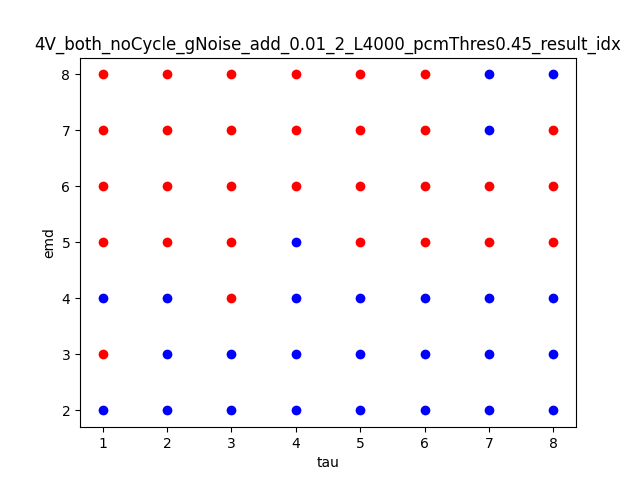 4V_both_noCycle_gNoise_add_0.01_2_L4000_pcmThres0.45_result_idx
8
7
6
5
4
3
2
emd
1 2 3 4 5 6 7 8
tau